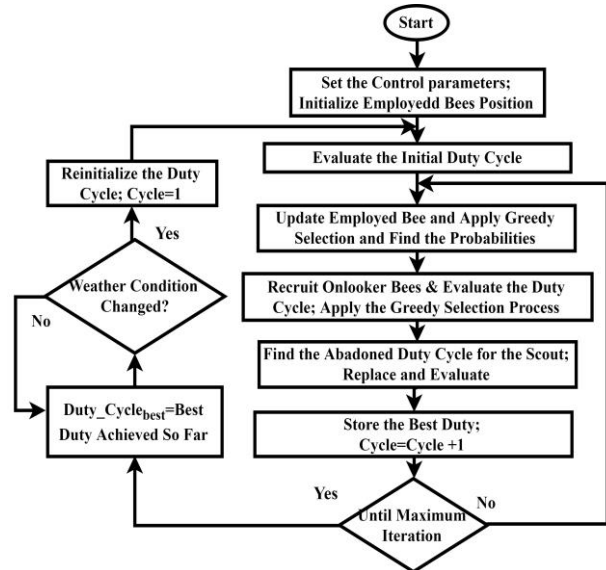 Start
Set the Control parameters;
Initialize Employedd Bees Position
Evaluate the Initial Duty Cycle
Update Employed Bee and Apply Greedy
Selection and Find the Probabilities
Recruit Onlooker Bees & Evaluate the Duty
Cycle; Apply the Greedy Selection Process
Find the Abadoned Duty Cycle for the Scout;
Replace and Evaluate
Store the Best Duty;
Cycle=Cycle +1
Until Maximum
Iteration
No
Yes
Duty_Cyclebest=Best
Duty Achieved So Far
Weather Condition
Changed?
No
Yes
Reinitialize the Duty
Cycle; Cycle=1